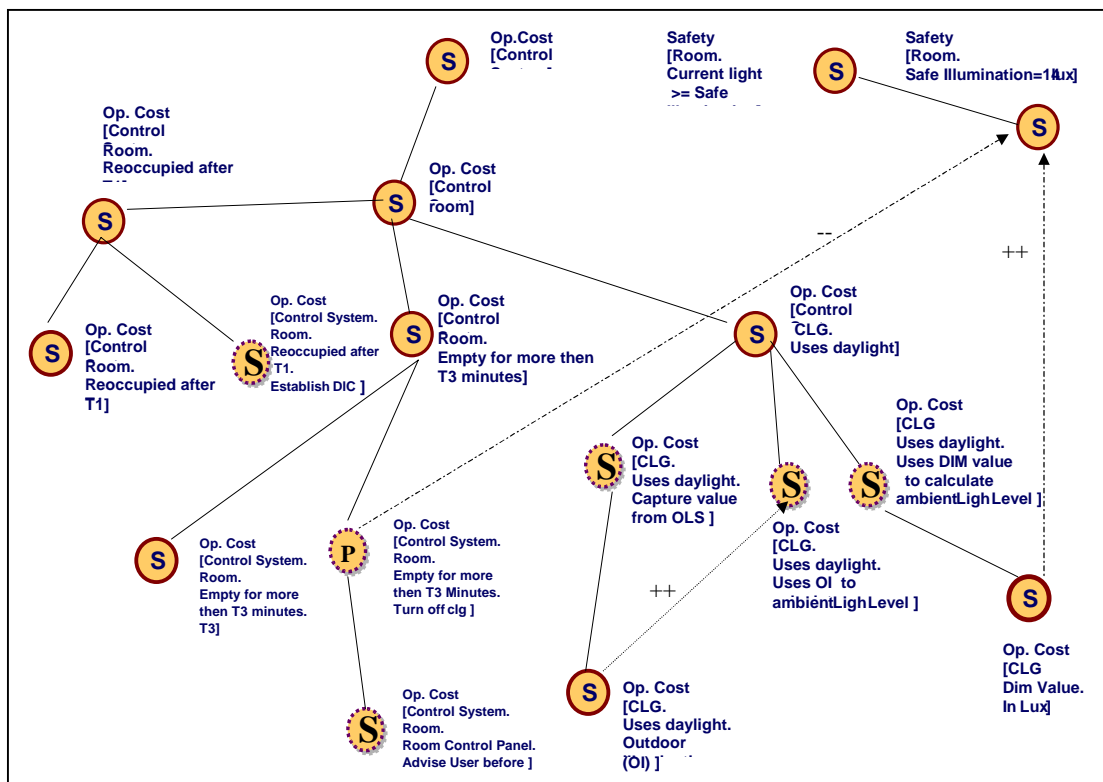 Op.Cost
[Control
S
Safety
[Room.
Current light
>= Safe
S
Safety
[Room.
Safe Illumination=14lux]
S
Op. Cost
[Control
Room.
Reoccupied after
T1]
S
Op. Cost
[Control
room]
S
S
Op. Cost
[Control
Room.
Reoccupied after
T1]
S
Op. Cost
[Control System.
Room.
Reoccupied after
T1.
Establish DIC ]
S
Op. Cost
[Control
Room.
Empty for more then
T3 minutes]
S
Op. Cost
[Control
CLG.
Uses daylight]
--
++
S
Op. Cost
[CLG.
Uses daylight.
Capture value
from OLS ]
S
Op. Cost
[CLG.
Uses daylight.
Uses OI to
ambientLighLevel ]
S
Op. Cost
[CLG
Uses daylight.
Uses DIM value
to calculate
ambientLighLevel ]
S
Op. Cost
[Control System.
Room.
Empty for more
then T3 minutes.
T3]
P
Op. Cost
[Control System.
Room.
Empty for more
then T3 Minutes.
Turn off clg ]
++
S
Op. Cost
[CLG
Dim Value.
In Lux]
S
Op. Cost
[Control System.
Room.
Room Control Panel.
Advise User before ]
S
Op. Cost
[CLG.
Uses daylight.
Outdoor
(OI) ]